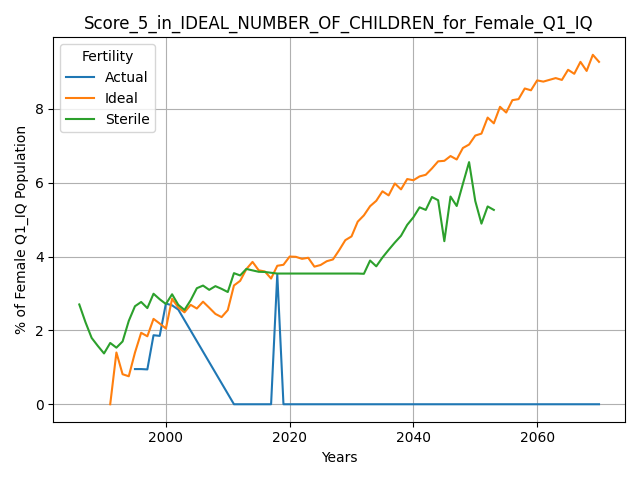 Score_5_in_IDEAL_NUMBER_OF_CHILDREN_for_Female_Q1_IQ
Fertility
Actual
Ideal
Sterile
% of Female Q1_IQ Population
8
6
4
2
0
2000 2020 2040 2060
Years